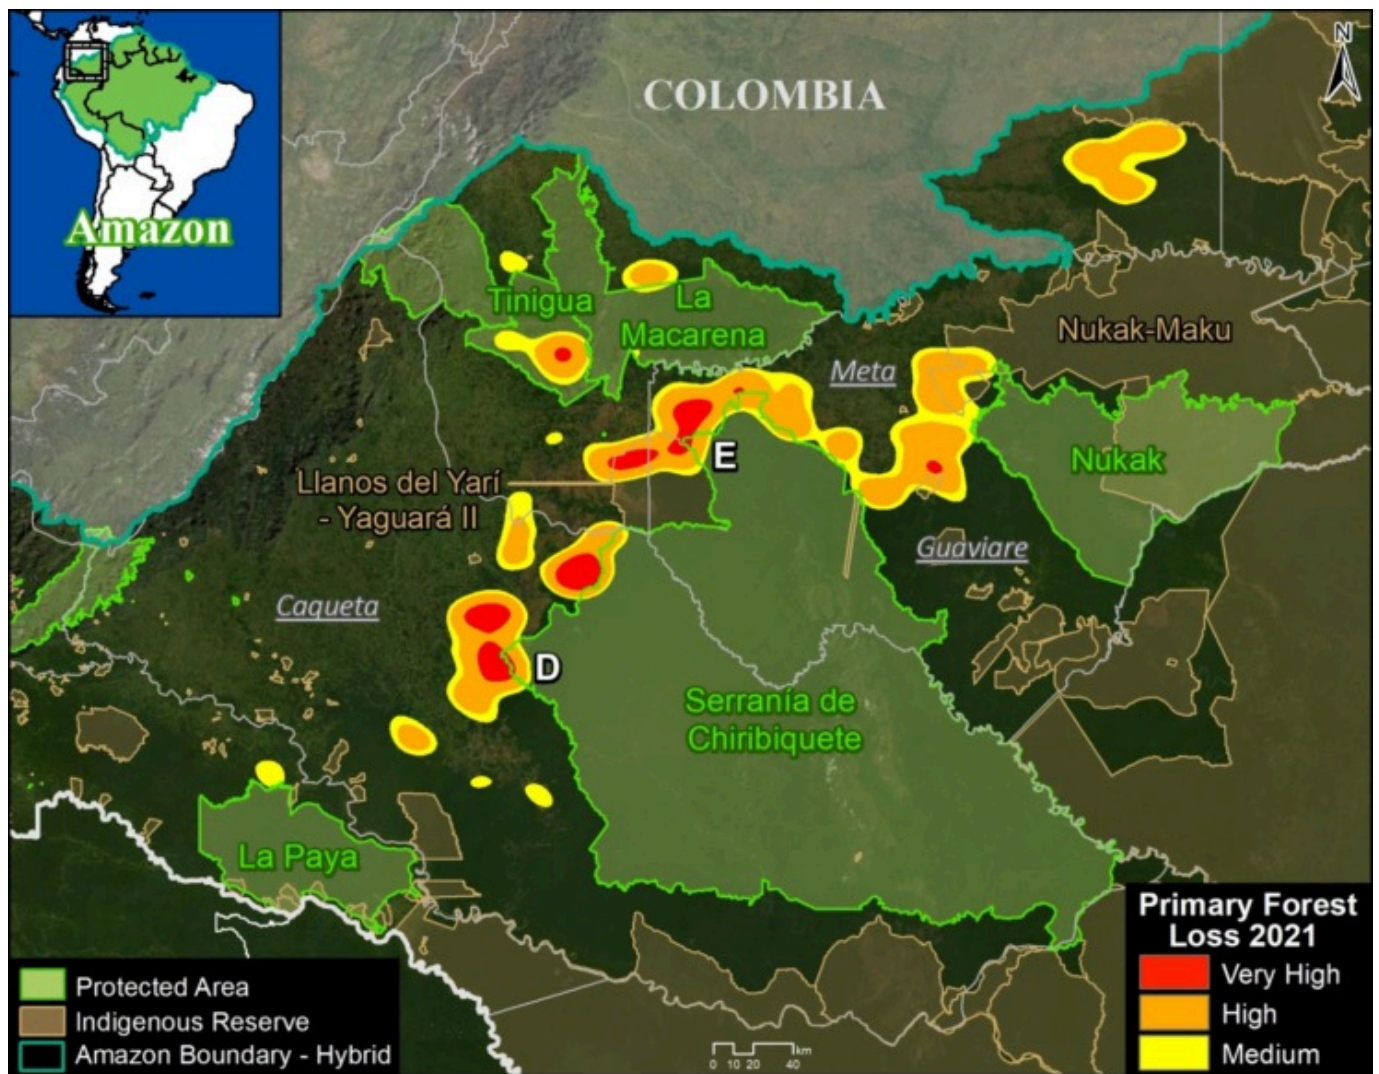 COLOMBIA
N
Amazon
Tinigua
La
Macarena
Nukak-Maku
Meta
Nukak
E
Llanos del Yarí
- Yaguará II
Guaviare
Caqueta
D
Serranía de
Chiribiquete
La Paya
Protected Area
Indigenous Reserve
Amazon Boundary - Hybrid
km
0 10 20 40
Primary Forest
Loss 2021
Very High
High
Medium